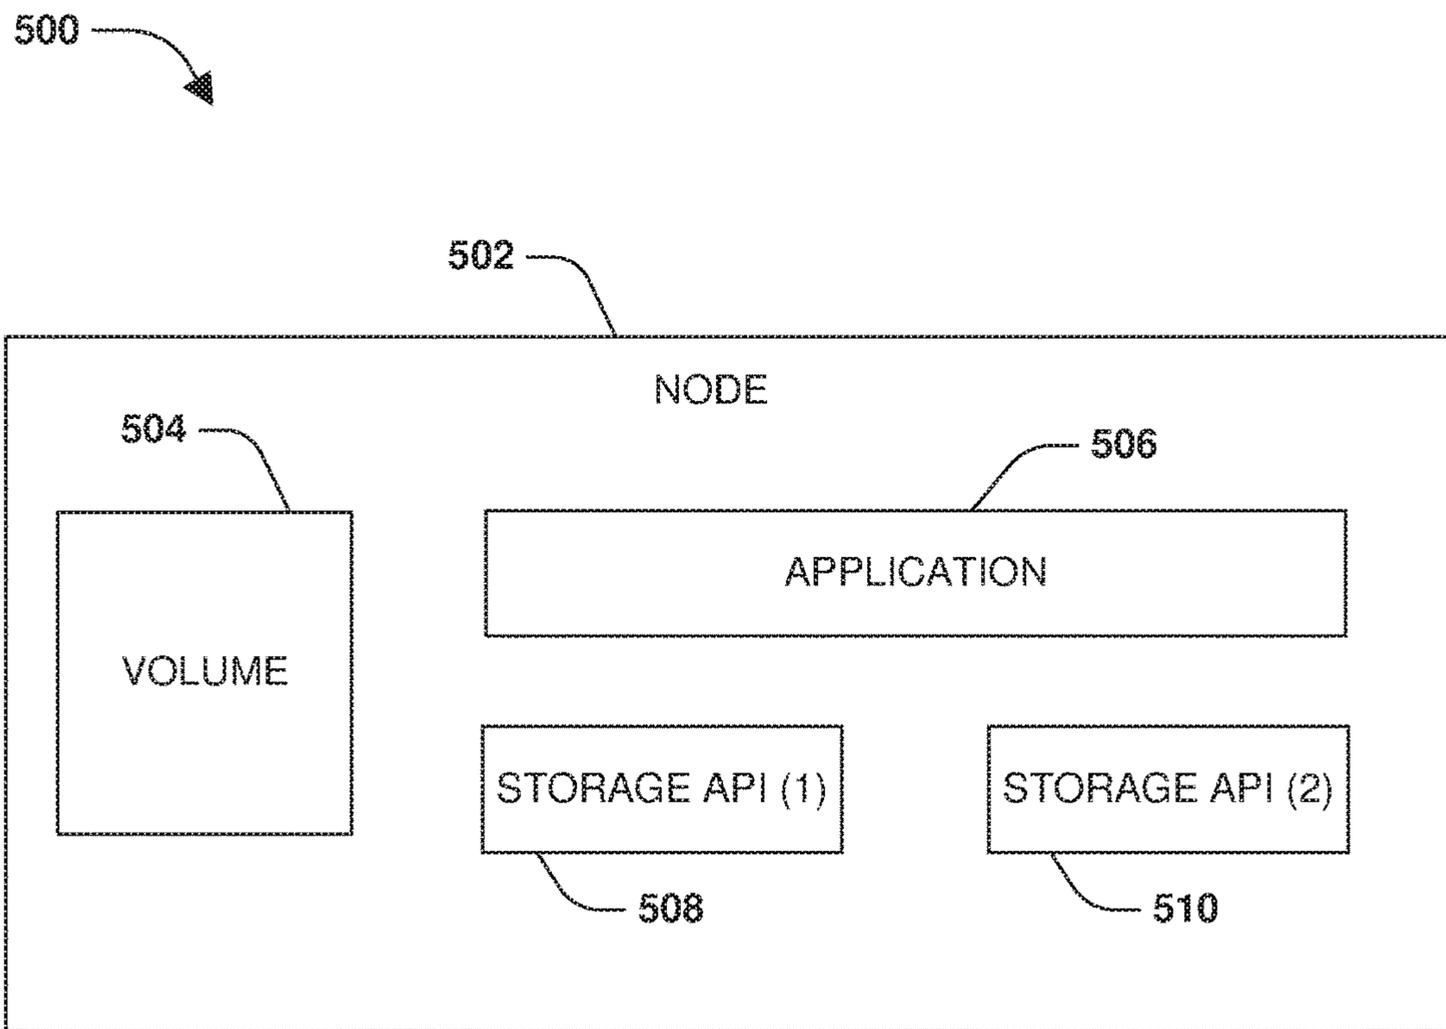 500
502
NODE
504
506
APPLICATION
VOLUME
STORAGE API (1)
STORAGE API (2)
508
510